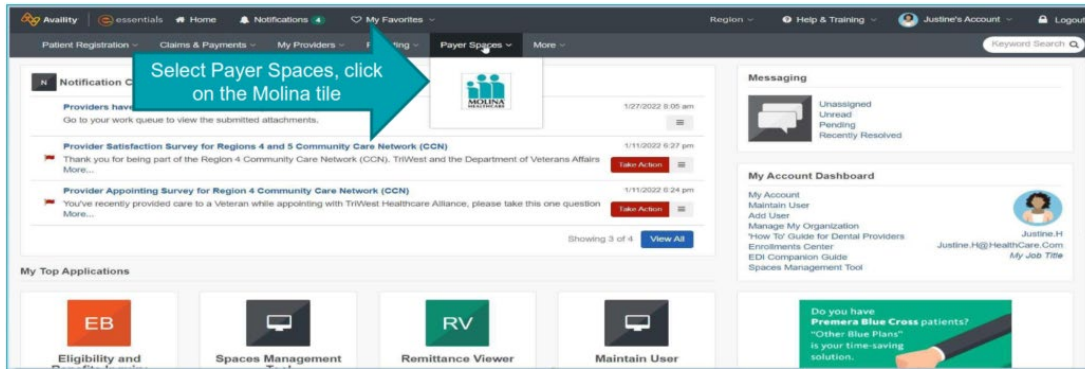 Availity
essentials
Home
Notifications 4
My Favorites
Region
Help & Training
Justine's Account
Logout
Patient Registration
Claims & Payments
My Providers
Payer Spaces
More
Keyword Search
Select Payer Spaces, click
on the Molina tile
MOLINA
HEALTHCARE
N
Notification C
Providers have
1/27/2022 6:05 am
Go to your work queue to view the submitted attachments.
Provider Satisfaction Survey for Regions 4 and 5 Community Care Network (CCN)
1/11/2022 6:27 pm
Thank you for being part of the Region 4 Community Care Network (CCN). TriWest and the Department of Veterans Affairs
More...
Take Action
Provider Appointing Survey for Region 4 Community Care Network (CCN)
1/11/2022 6:24 pm
You've recently provided care to a Veteran while appointing with TriWest Healthcare Alliance, please take this one question
More...
Take Action
Showing 3 of 4
View All
Messaging
Unassigned
Unread
Pending
Recently Resolved
My Account Dashboard
My Account
Maintain User
Add User
Manage My Organization
'How To' Guide for Dental Providers
Enrollments Center
EDI Companion Guide
Spaces Management Tool
Justine.H
Justine.H@HealthCare.Com
My Job Title
My Top Applications
EB
Eligibility and
Benefits Inquiry
Spaces Management
Tool
RV
Remittance Viewer
Maintain User
Do you have
Premera Blue Cross patients?
"Other Blue Plans"
is your time-saving
solution.